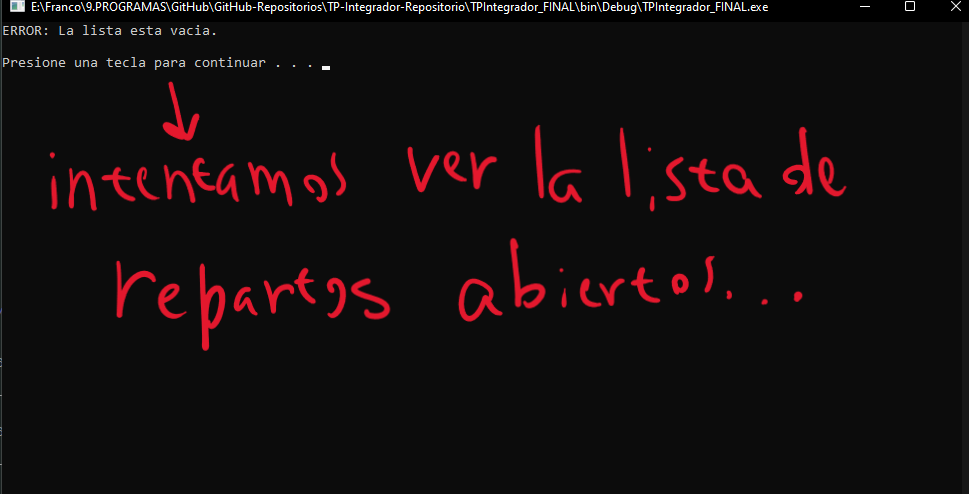 E:\Franco\9.PROGRAMAS\GitHub\GitHub-Repositorios\TP-Integrador-Repositorio\TPIntegrador_FINAL\bin\Debug\TPIntegrador_FINAL.exe
ERROR: La lista esta vacia.
Presione una tecla para continuar . . .
intentamos ver la lista de
repartos abiertos...